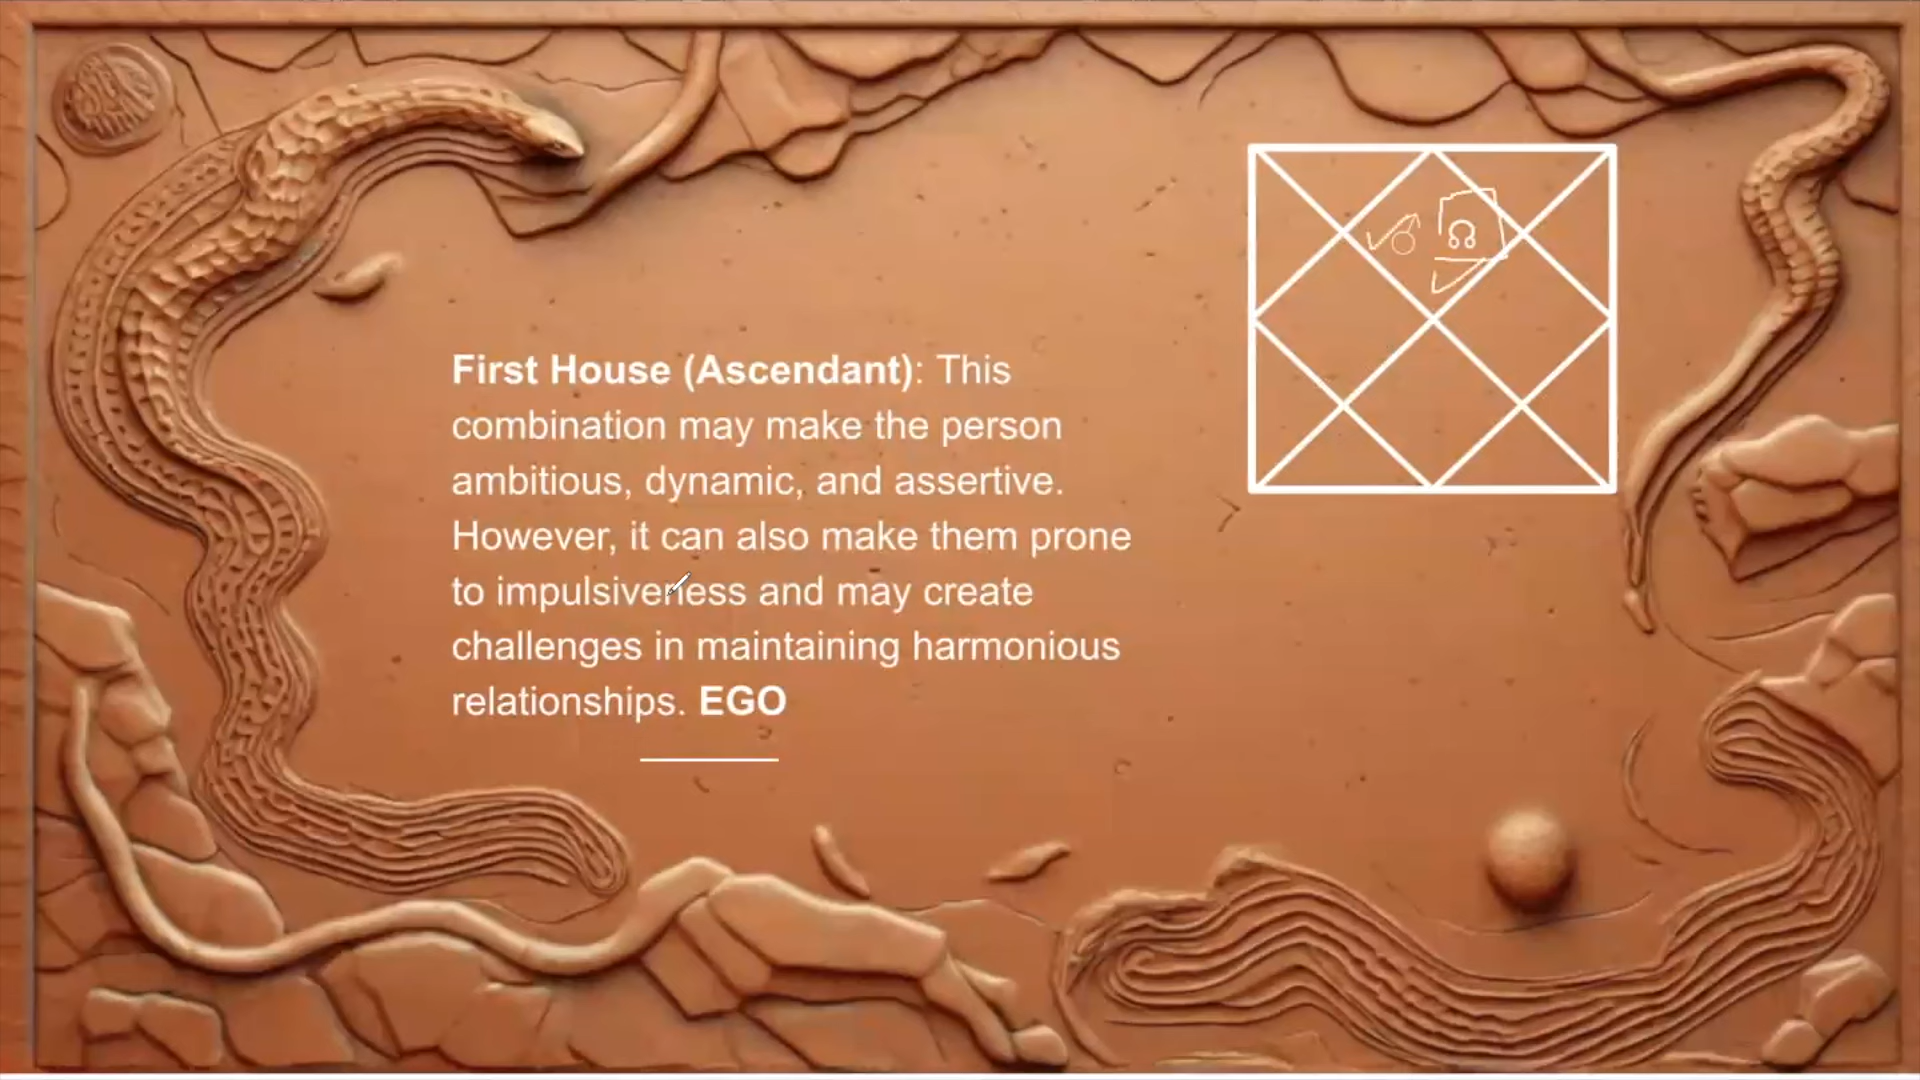 First House (Ascendant): This
combination may make the person
ambitious, dynamic, and assertive.
However, it can also make them prone
to impulsiveness and may create
challenges in maintaining harmonious
relationships. EGO
♂ ☊